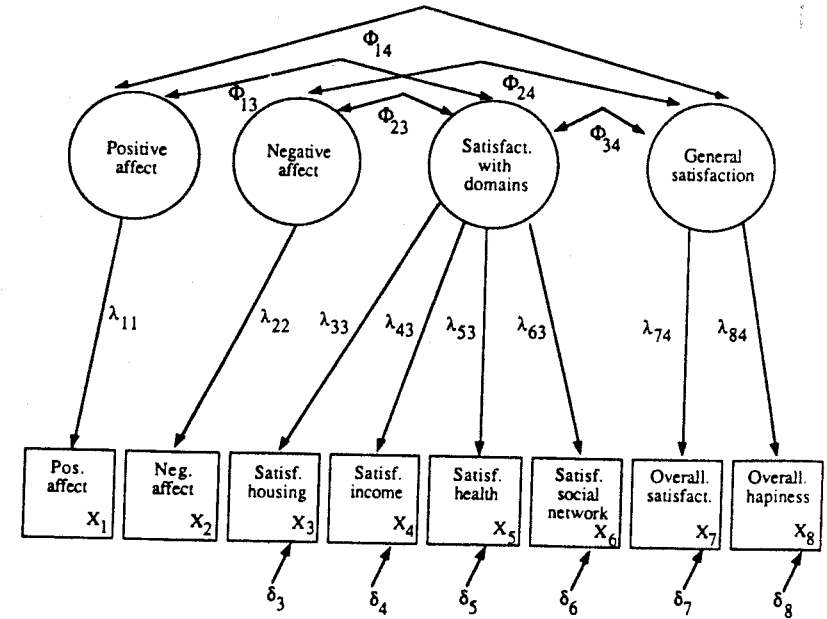 Φ14
Φ13
Φ24
Φ23
Φ34
Positive
affect
Negative
affect
Satisfact.
with
domains
General
satisfaction
λ11
λ22
λ33
λ43
λ53
λ63
λ74
λ84
Pos.
affect
X1
Neg.
affect
X2
Satisf.
housing
X3
Satisf.
income
X4
Satisf.
health
X5
Satisf.
social
network
X6
Overall.
satisfact.
X7
Overall.
hapiness
X8
δ3
δ4
δ5
δ6
δ7
δ8